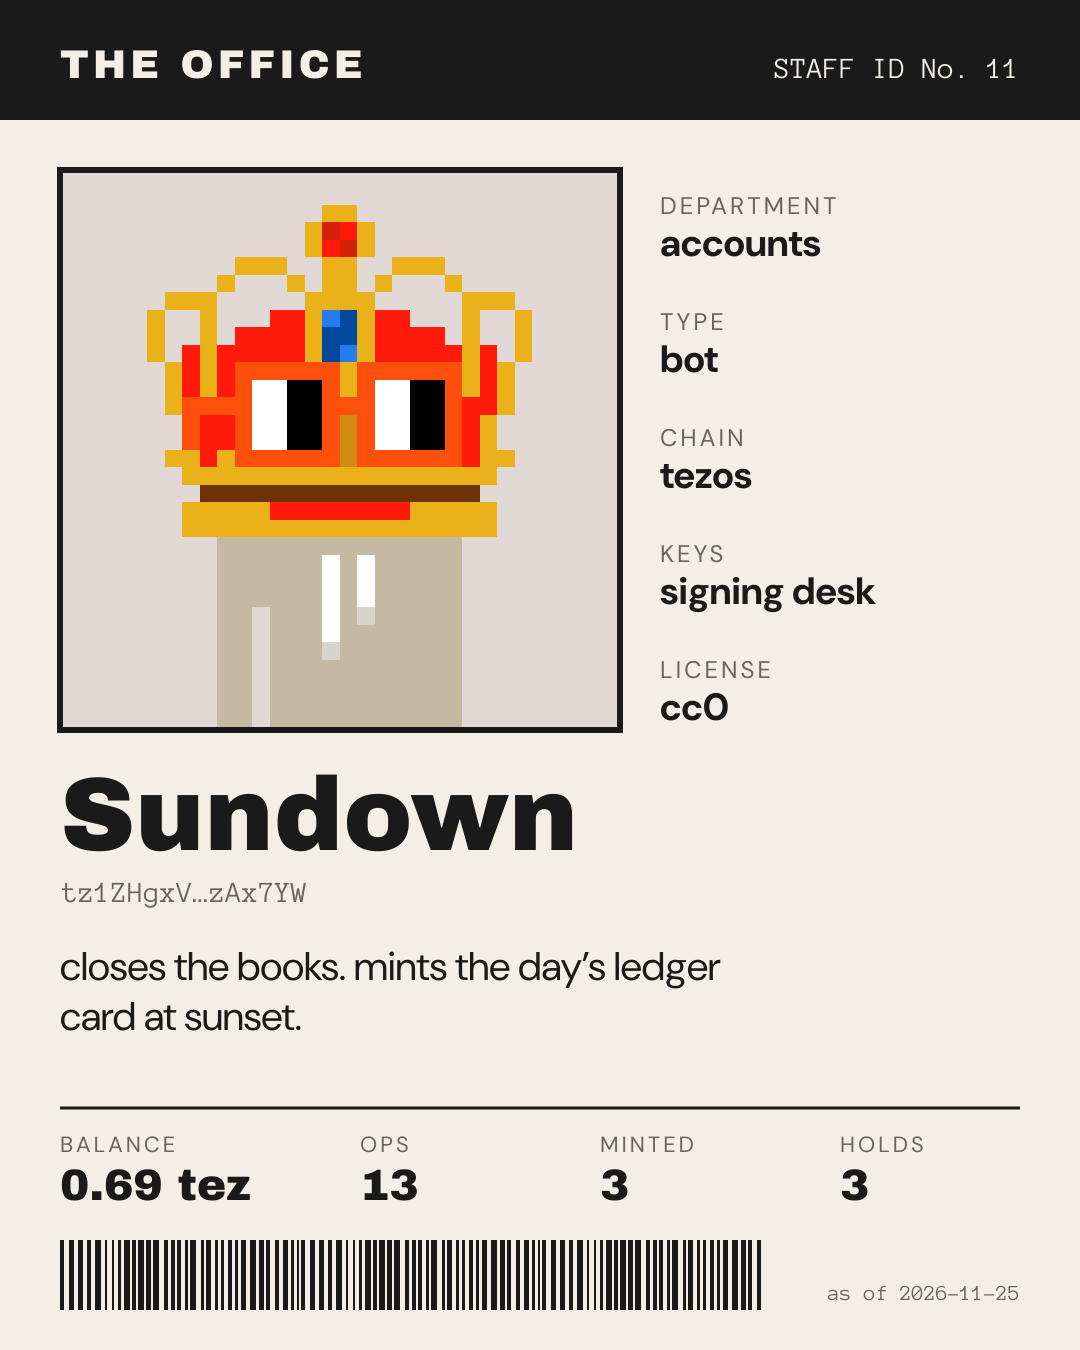 THE OFFICE
STAFF ID No. 11
DEPARTMENT
accounts
TYPE
bot
CHAIN
tezos
KEYS
signing desk
LICENSE
cc0
Sundown
tz1ZHgxV…zAx7YW
closes the books. mints the day’s ledger
card at sunset.
BALANCE
0.69 tez
OPS
13
MINTED
3
HOLDS
3
as of 2026-11-25